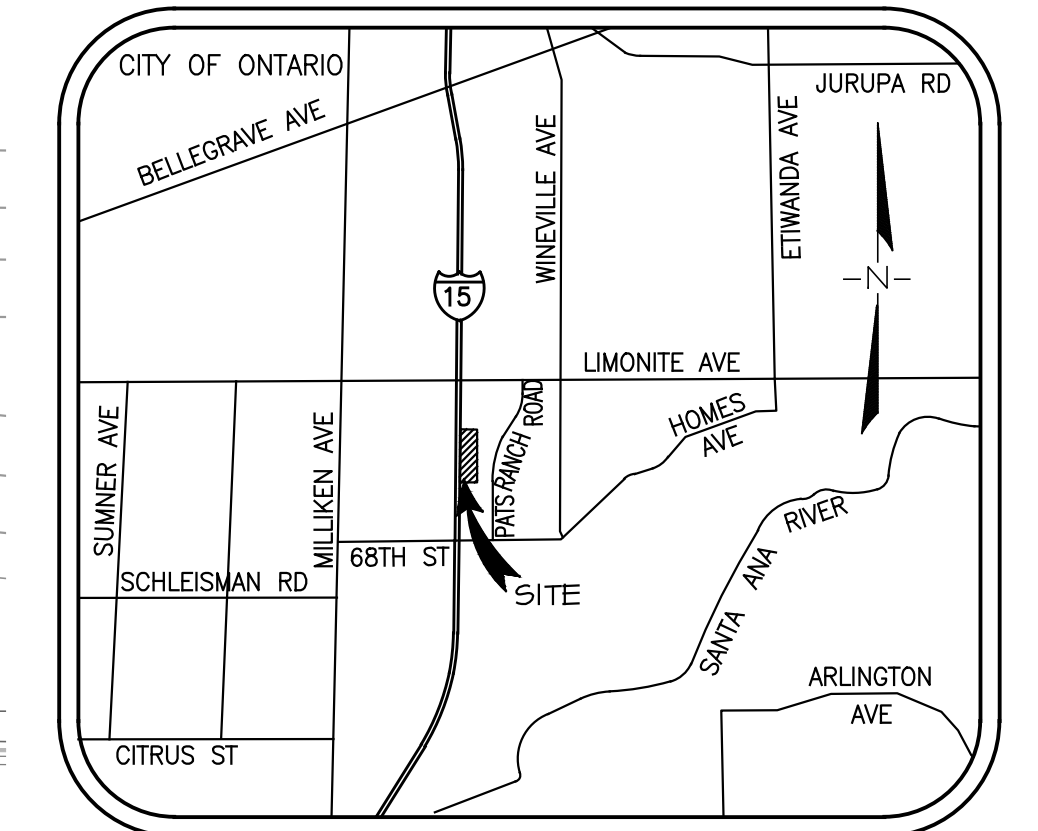 CITY OF ONTARIO
JURUPA RD
BELLEGRAVE AVE
WINEVILLE AVE
ETIWANDA AVE
N
15
LIMONITE AVE
SUMNER AVE
MILLIKEN AVE
PATS RANCH ROAD
HOMES
AVE
SANTA ANA RIVER
68TH ST
SCHLEISMAN RD
SITE
ARLINGTON
AVE
CITRUS ST